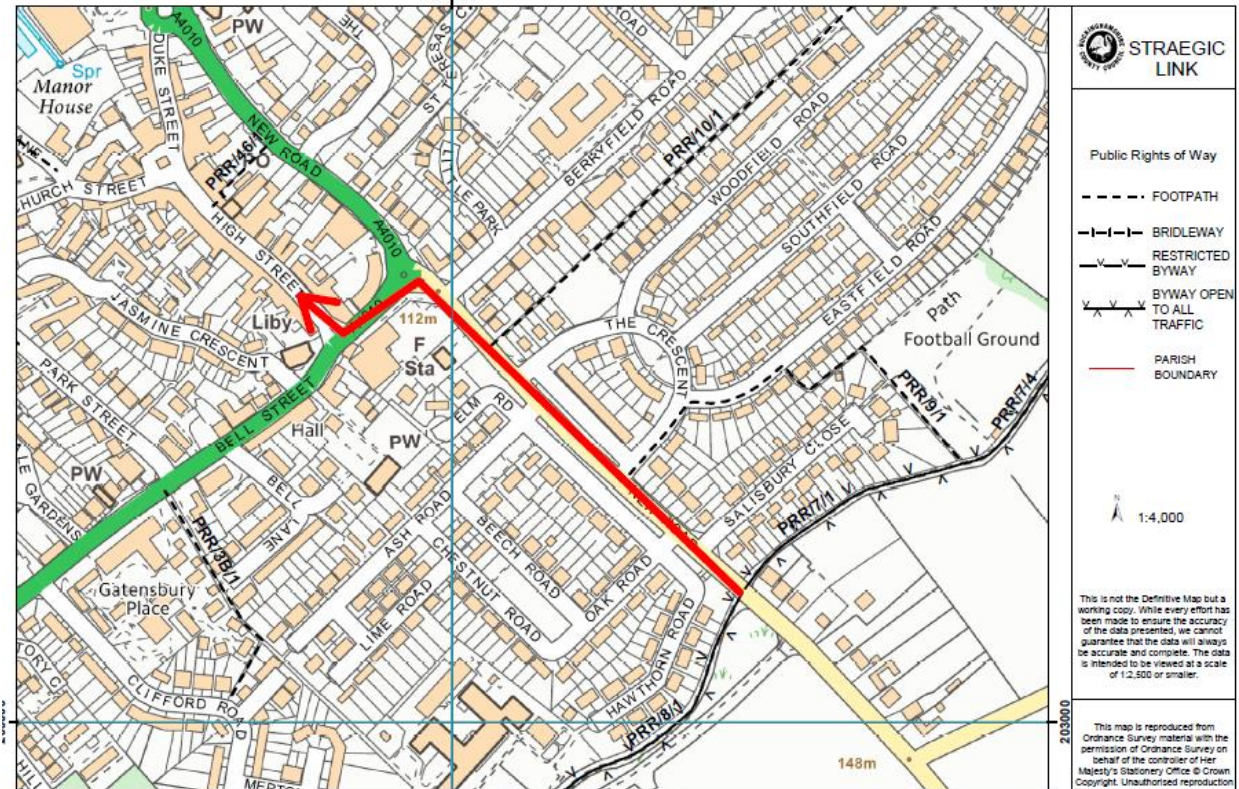 A4010
PW
DUKE STREET
Spr
Manor
House
NEW ROAD
PRR/46/1
CHURCH STREET
HIGH STREET
A4010
LITTLE PARK
ROAD
BERRYFIELD ROAD
PRR/10/1
WOODFIELD ROAD
SOUTHFIELD ROAD
EASTFIELD ROAD
THE CRESCENT
Path
Football Ground
JASMINE CRESCENT
Liby
112m
F
Sta
PARK STREET
BELL STREET
Hall
PW
PW
ELM RD
BELL LANE
ASH ROAD
BEECH ROAD
CHESTNUT ROAD
LIME ROAD
OAK ROAD
HAWTHORN ROAD
NEW ROAD
SALISBURY CLOSE
PRR/9/1
PRR/7/4
PRR/7/1
PRR/8/1
PRR/3B/1
Gatensbury
Place
GARDENS
CLIFFORD ROAD
HILL
148m
203000
BUCKINGHAMSHIRE
COUNTY COUNCIL
STRAEGIC
LINK
Public Rights of Way
FOOTPATH
BRIDLEWAY
RESTRICTED
BYWAY
BYWAY OPEN
TO ALL
TRAFFIC
PARISH
BOUNDARY
N
1:4,000
This is not the Definitive Map but a
working copy. While every effort has
been made to ensure the accuracy
of the data presented, we cannot
guarantee that the data will always
be accurate and complete. The data
is intended to be viewed at a scale
of 1:2,500 or smaller.
This map is reproduced from
Ordnance Survey material with the
permission of Ordnance Survey on
behalf of the controller of Her
Majesty's Stationery Office © Crown
Copyright. Unauthorised reproduction